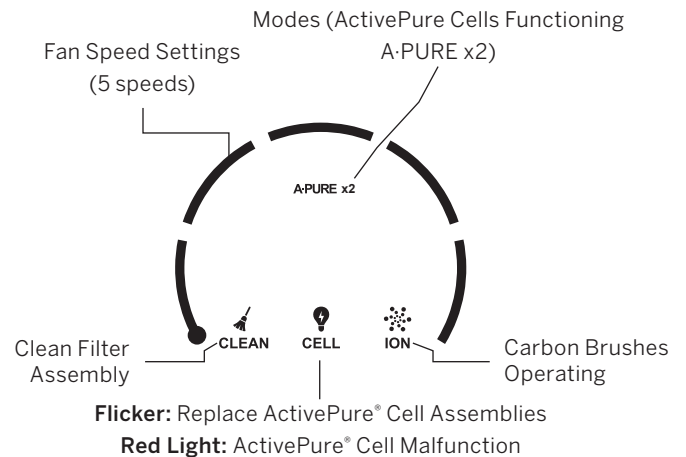 Modes (ActivePure Cells Functioning
A·PURE x2)
Fan Speed Settings
(5 speeds)
A·PURE x2
CLEAN
CELL
ION
Clean Filter
Assembly
Carbon Brushes
Operating
Flicker: Replace ActivePure® Cell Assemblies
Red Light: ActivePure® Cell Malfunction